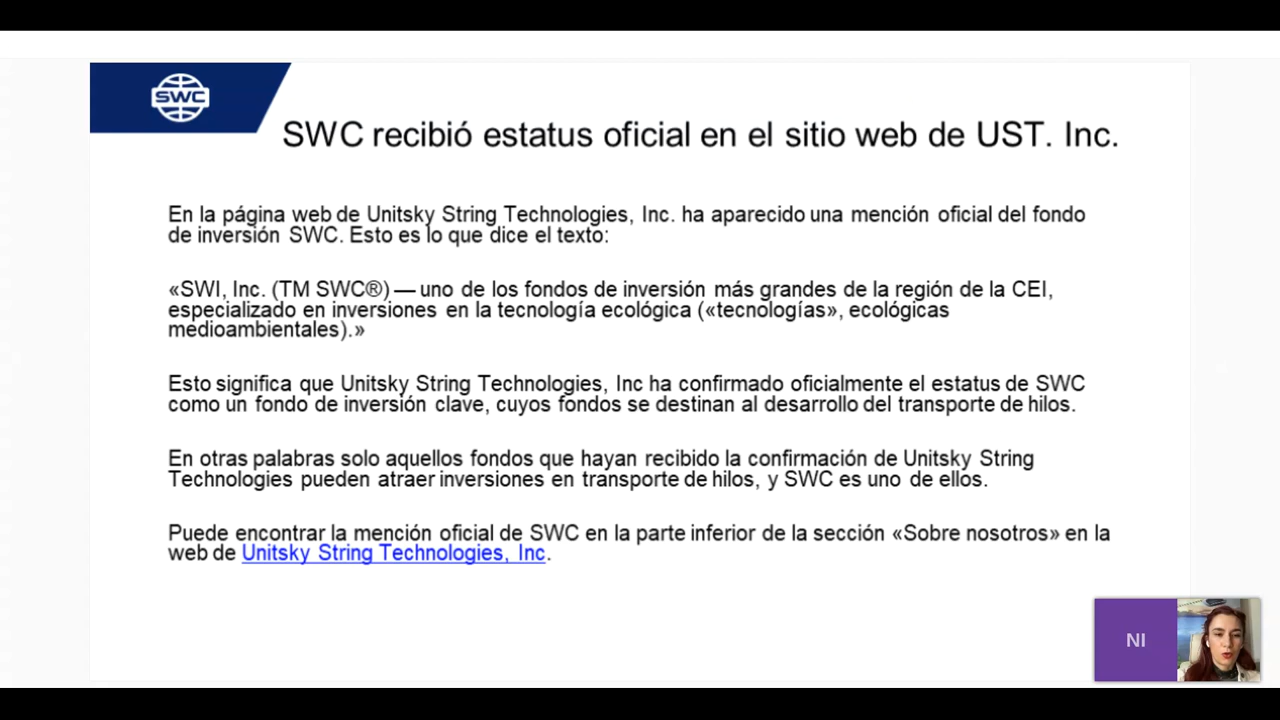 SWC
SWC recibió estatus oficial en el sitio web de UST. Inc.
En la página web de Unitsky String Technologies, Inc. ha aparecido una mención oficial del fondo
de inversión SWC. Esto es lo que dice el texto:
«SWI, Inc. (TM SWC®) — uno de los fondos de inversión más grandes de la región de la CEI,
especializado en inversiones en la tecnología ecológica («tecnologías», ecológicas
medioambientales).»
Esto significa que Unitsky String Technologies, Inc ha confirmado oficialmente el estatus de SWC
como un fondo de inversión clave, cuyos fondos se destinan al desarrollo del transporte de hilos.
En otras palabras solo aquellos fondos que hayan recibido la confirmación de Unitsky String
Technologies pueden atraer inversiones en transporte de hilos, y SWC es uno de ellos.
Puede encontrar la mención oficial de SWC en la parte inferior de la sección «Sobre nosotros» en la
web de Unitsky String Technologies, Inc.
NI